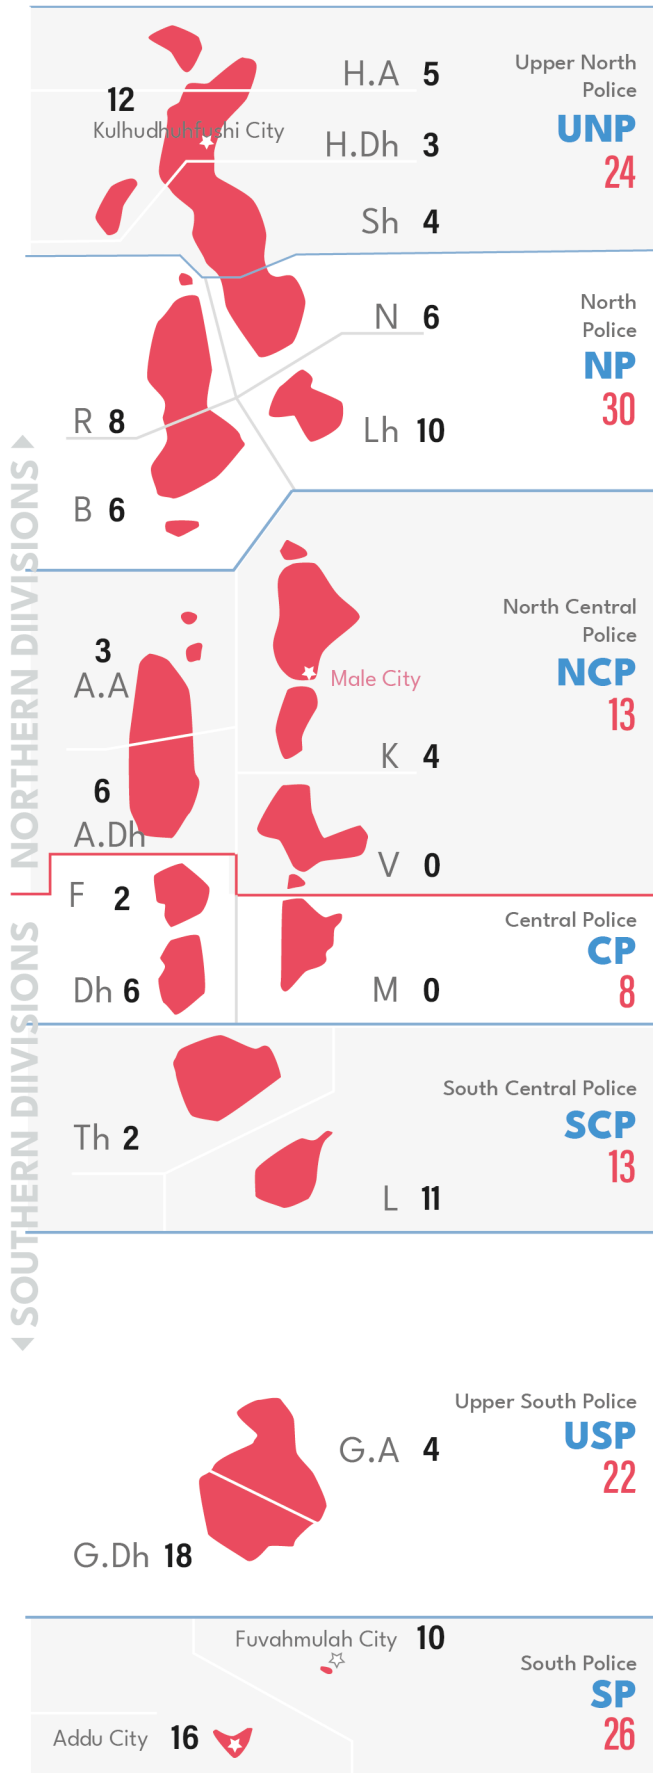 H.A 5
Upper North
Police
12
Kulhudhuhfushi City
UNP
H.Dh 3
24
Sh 4
N 6
North
Police
NP
30
R 8
Lh 10
B 6
NORTHERN DIIVISIONS
North Central
Police
3
A.A
NCP
Male City
13
K 4
6
A.Dh
V 0
F 2
Central Police
CP
Dh 6
M 0
8
SOUTHERN DIIVISIONS
South Central Police
SCP
Th 2
13
L 11
Upper South Police
USP
G.A 4
22
G.Dh 18
Fuvahmulah City 10
South Police
SP
Addu City 16
26